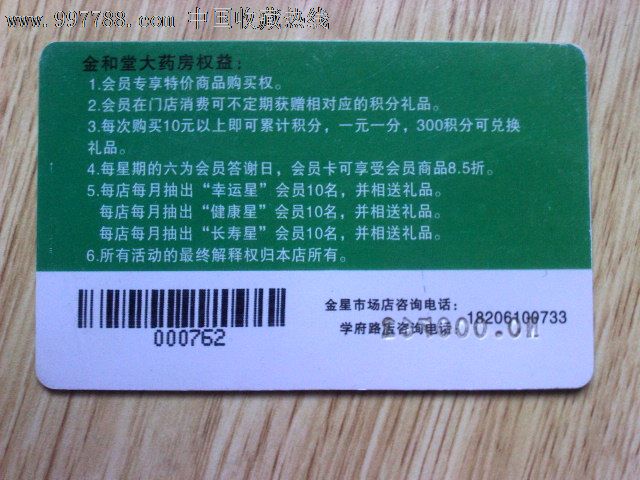 www.997788.com 中国收藏热线
金和堂大药房权益：
1.会员专享特价商品购买权。
2.会员在门店消费可不定期获赠相对应的积分礼品。
3.每次购买10元以上即可累计积分，一元一分，300积分可兑换
礼品。
4.每星期的六为会员答谢日，会员卡可享受会员商品8.5折。
5.每店每月抽出“幸运星”会员10名，并相送礼品。
每店每月抽出“健康星”会员10名，并相送礼品。
每店每月抽出“长寿星”会员10名，并相送礼品。
6.所有活动的最终解释权归本店所有。
000762
金星市场店咨询电话：
学府路店咨询电话：
18206100733